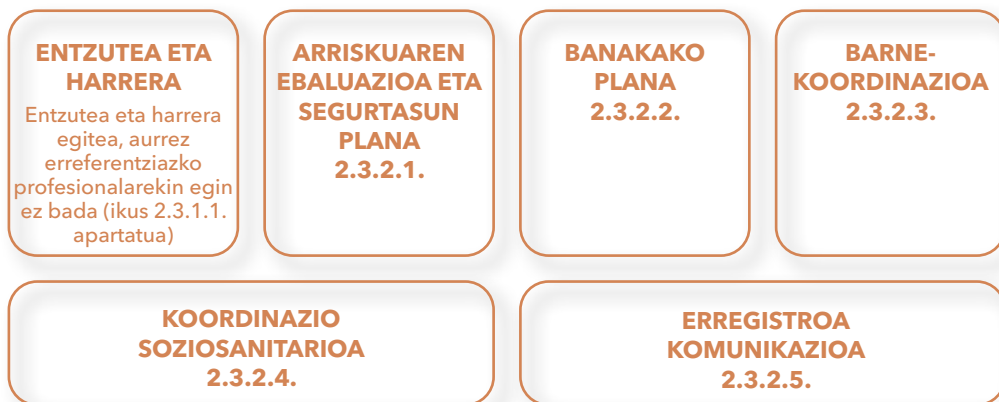 ENTZUTEA ETA
HARRERA
Entzutea eta harrera
egitea, aurrez
erreferentziazko
profesionalarekin egin
ez bada (ikus 2.3.1.1.
apartatua)
ARRISKUAREN
EBALUAZIOA ETA
SEGURTASUN
PLANA
2.3.2.1.
BANAKAKO
PLANA
2.3.2.2.
BARNE-
KOORDINAZIOA
2.3.2.3.
KOORDINAZIO
SOZIOSANITARIOA
2.3.2.4.
ERREGISTROA
KOMUNIKAZIOA
2.3.2.5.